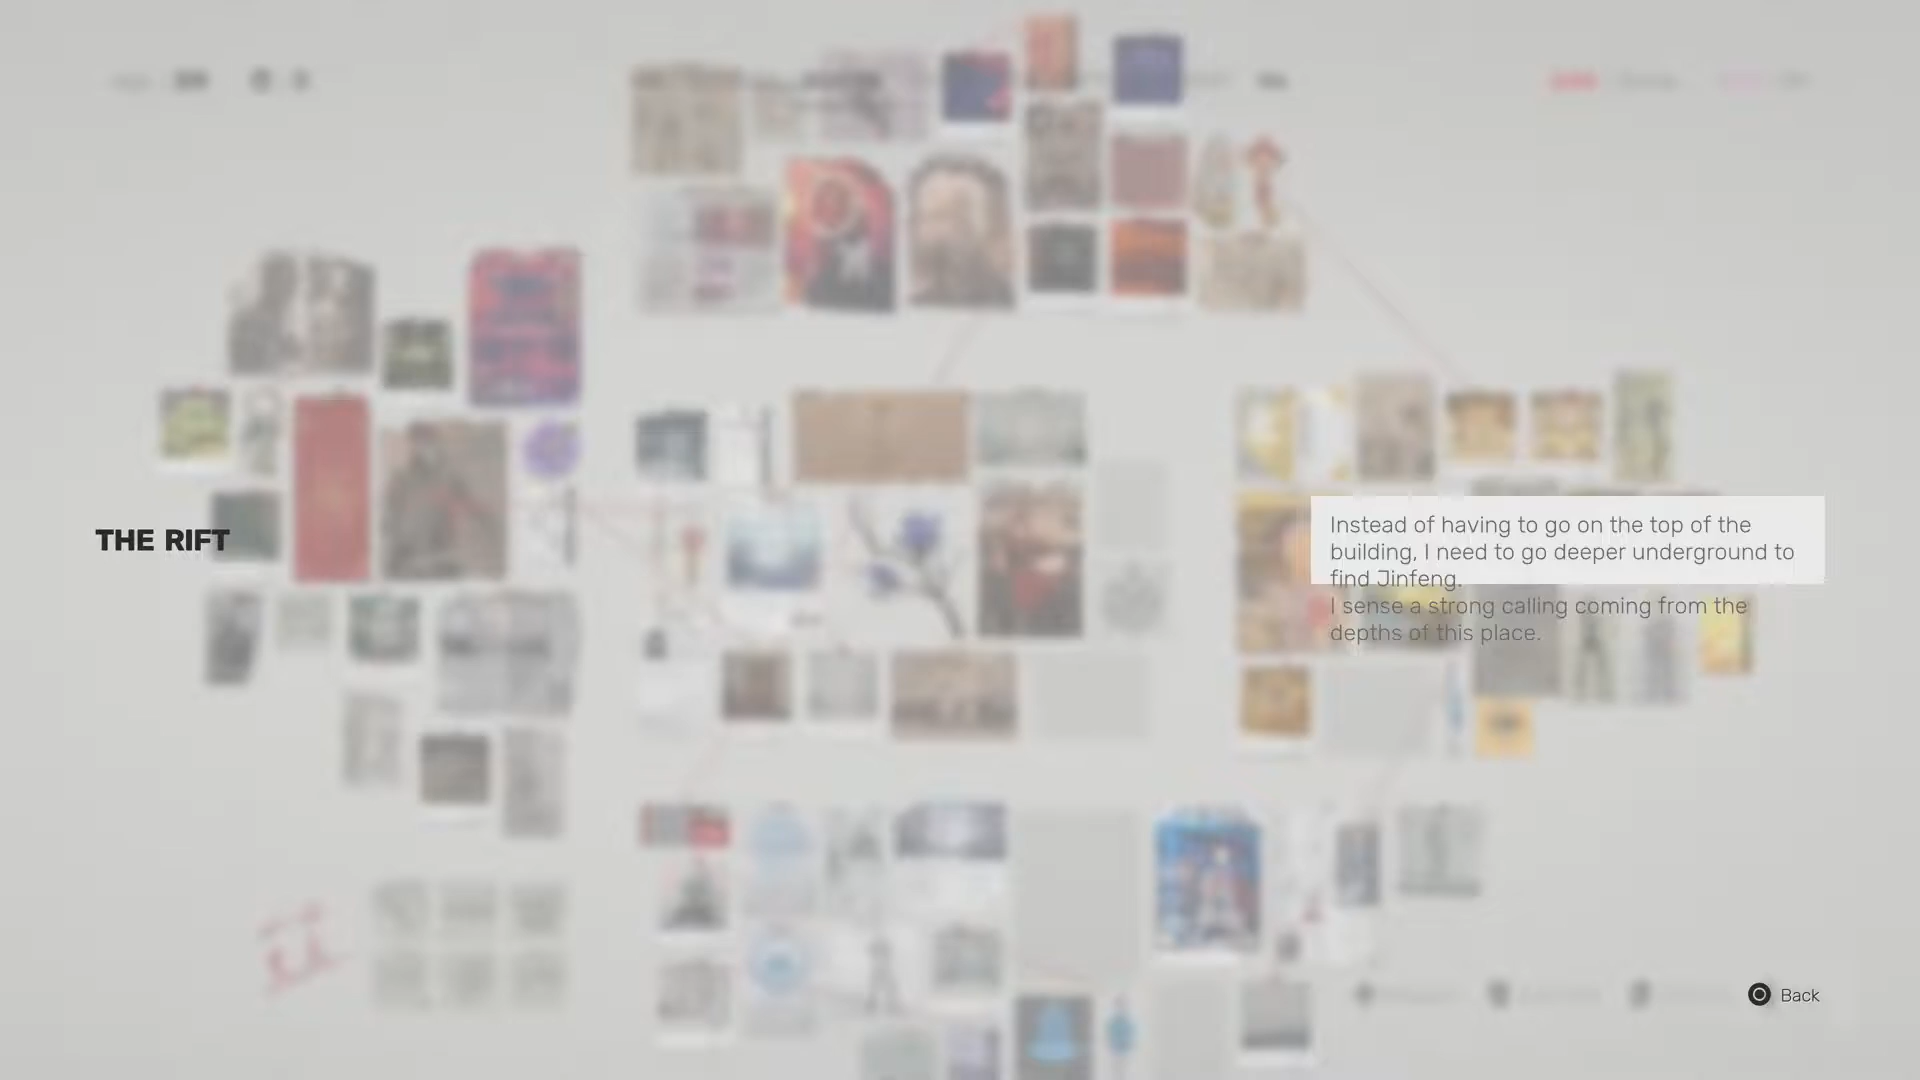 THE RIFT
Instead of having to go on the top of the
building, I need to go deeper underground to
find Jinfeng.
I sense a strong calling coming from the
depths of this place.
Back